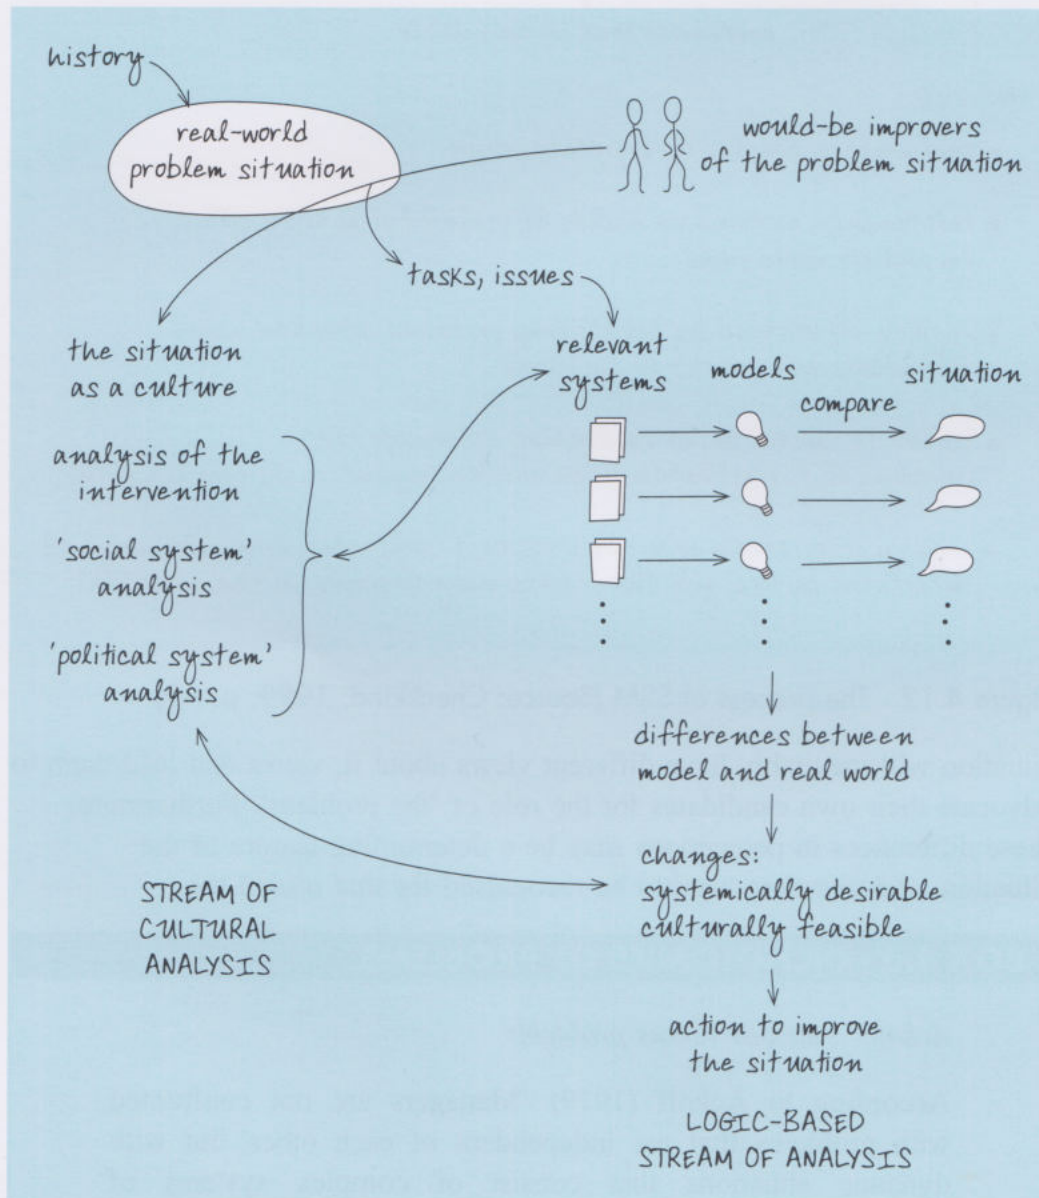 history
real-world
problem situation
would-be improvers
of the problem situation
tasks, issues
the situation
as a culture
relevant
systems
models
situation
compare
analysis of the
intervention
'social system'
analysis
'political system'
analysis
differences between
model and real world
changes:
systemically desirable
culturally feasible
STREAM OF
CULTURAL
ANALYSIS
action to improve
the situation
LOGIC-BASED
STREAM OF ANALYSIS